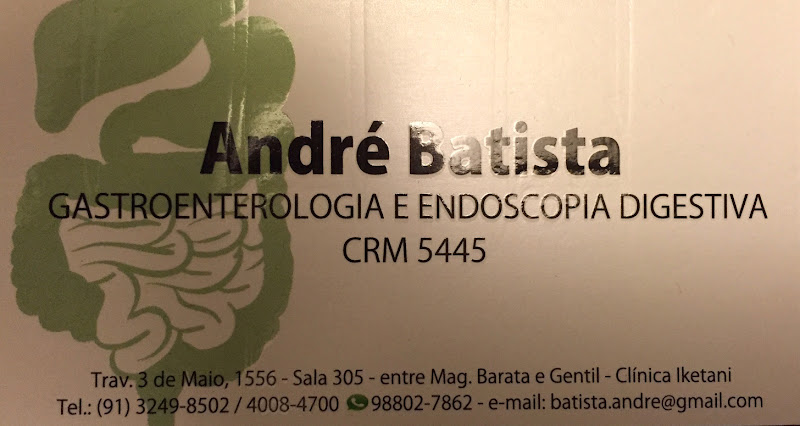 André Batista
GASTROENTEROLOGIA E ENDOSCOPIA DIGESTIVA
CRM 5445
Trav. 3 de Maio, 1556 - Sala 305 - entre Mag. Barata e Gentil - Clínica Iketani
Tel.: (91) 3249-8502 / 4008-4700 98802-7862 - e-mail: batista.andre@gmail.com